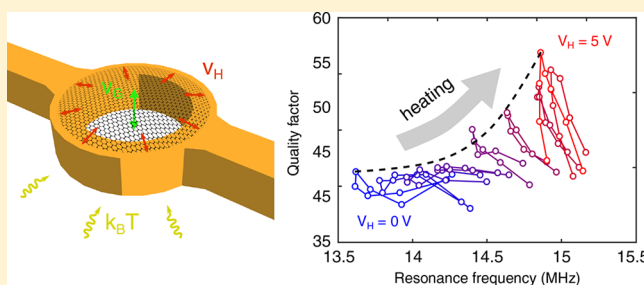 V_H
V_G
k_BT
Quality factor
60
55
50
45
45
35
heating
V_H = 5 V
V_H = 0 V
13.5 14 14.5 15 15.5
Resonance frequency (MHz)